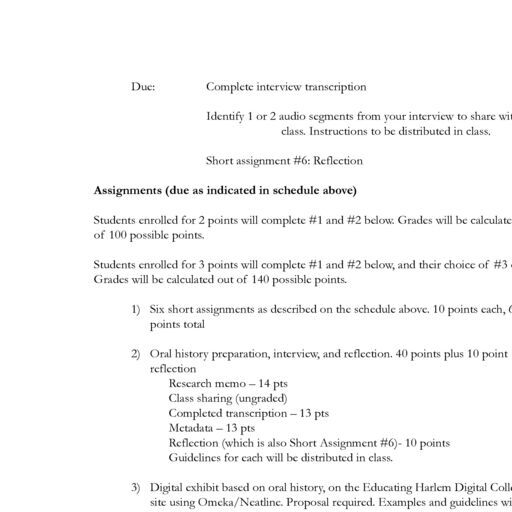 Due: Complete interview transcription
Identify 1 or 2 audio segments from your interview to share
class. Instructions to be distributed in class.
Short assignment #6: Reflection
Assignments (due as indicated in schedule above)
Students enrolled for 2 points will complete #1 and #2 below. Grades will be
of 100 possible points.
Students enrolled for 3 points will complete #1 and #2 below, and their choice of #3
Grades will be calculated out of 140 possible points.
1) Six short assignments as described on the schedule above. 10 points each,
points total
2) Oral history preparation, interview, and reflection. 40 points plus 10 point
reflection
Research memo – 14 pts
Class sharing (ungraded)
Completed transcription – 13 pts
Metadata – 13 pts
Reflection (which is also Short Assignment #6)- 10 points
Guidelines for each will be distributed in class.
3) Digital exhibit based on oral history, on the Educating Harlem Digital
site using Omeka/Neatline. Proposal required. Examples and guidelines